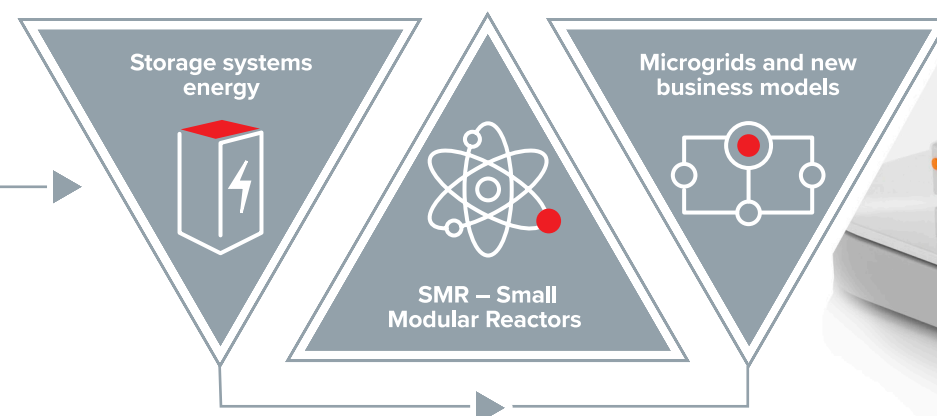 Storage systems
energy
SMR – Small
Modular Reactors
Microgrids and new
business models